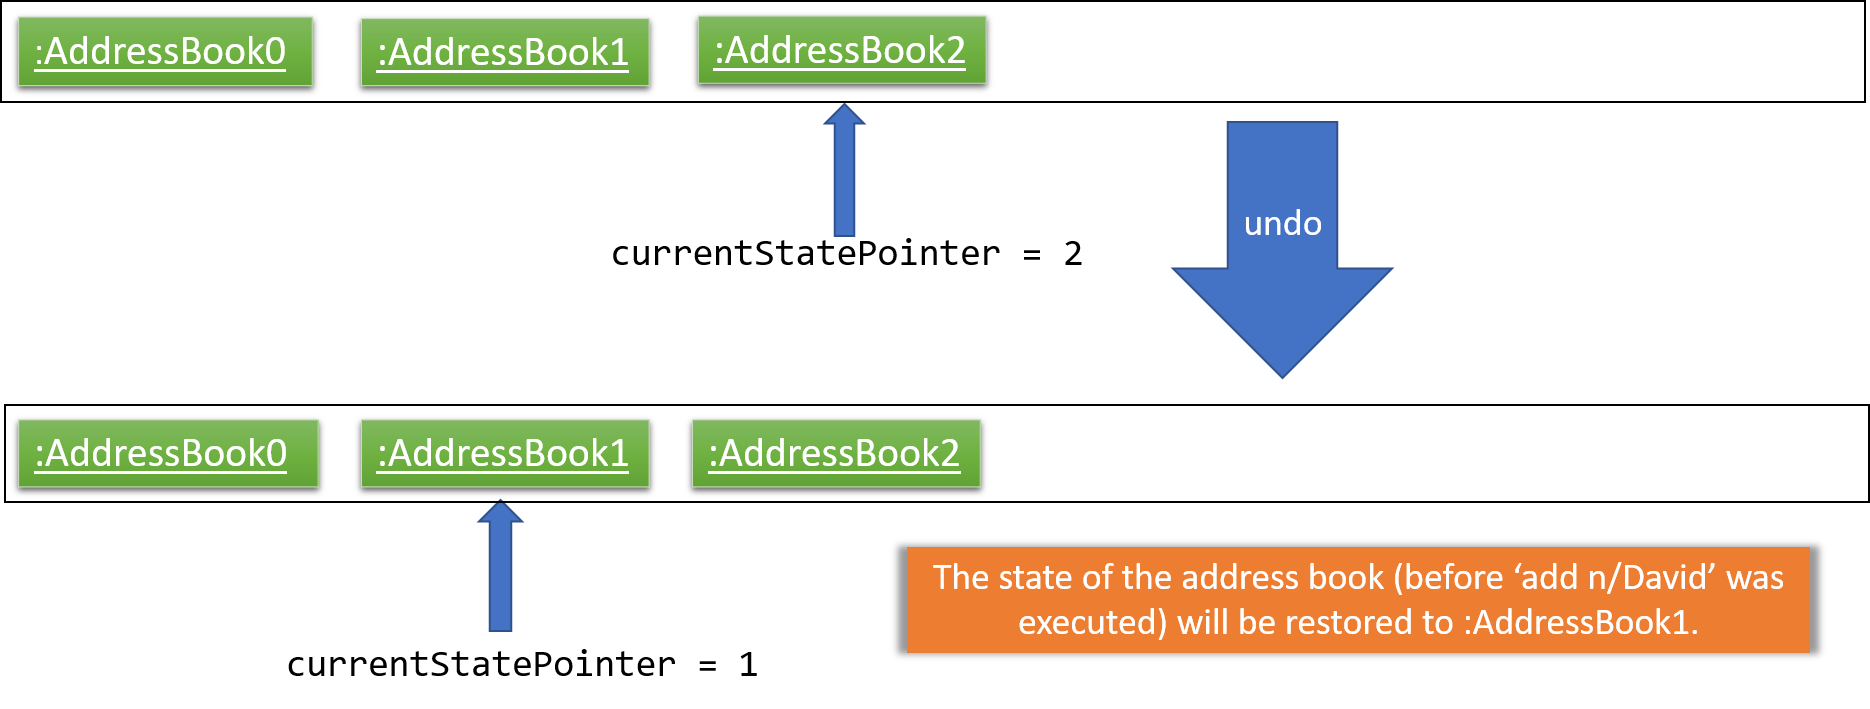 :AddressBook0 :AddressBook1 :AddressBook2
currentStatePointer = 2
undo
:AddressBook0 :AddressBook1 :AddressBook2
currentStatePointer = 1
The state of the address book (before ‘add n/David’ was
executed) will be restored to :AddressBook1.